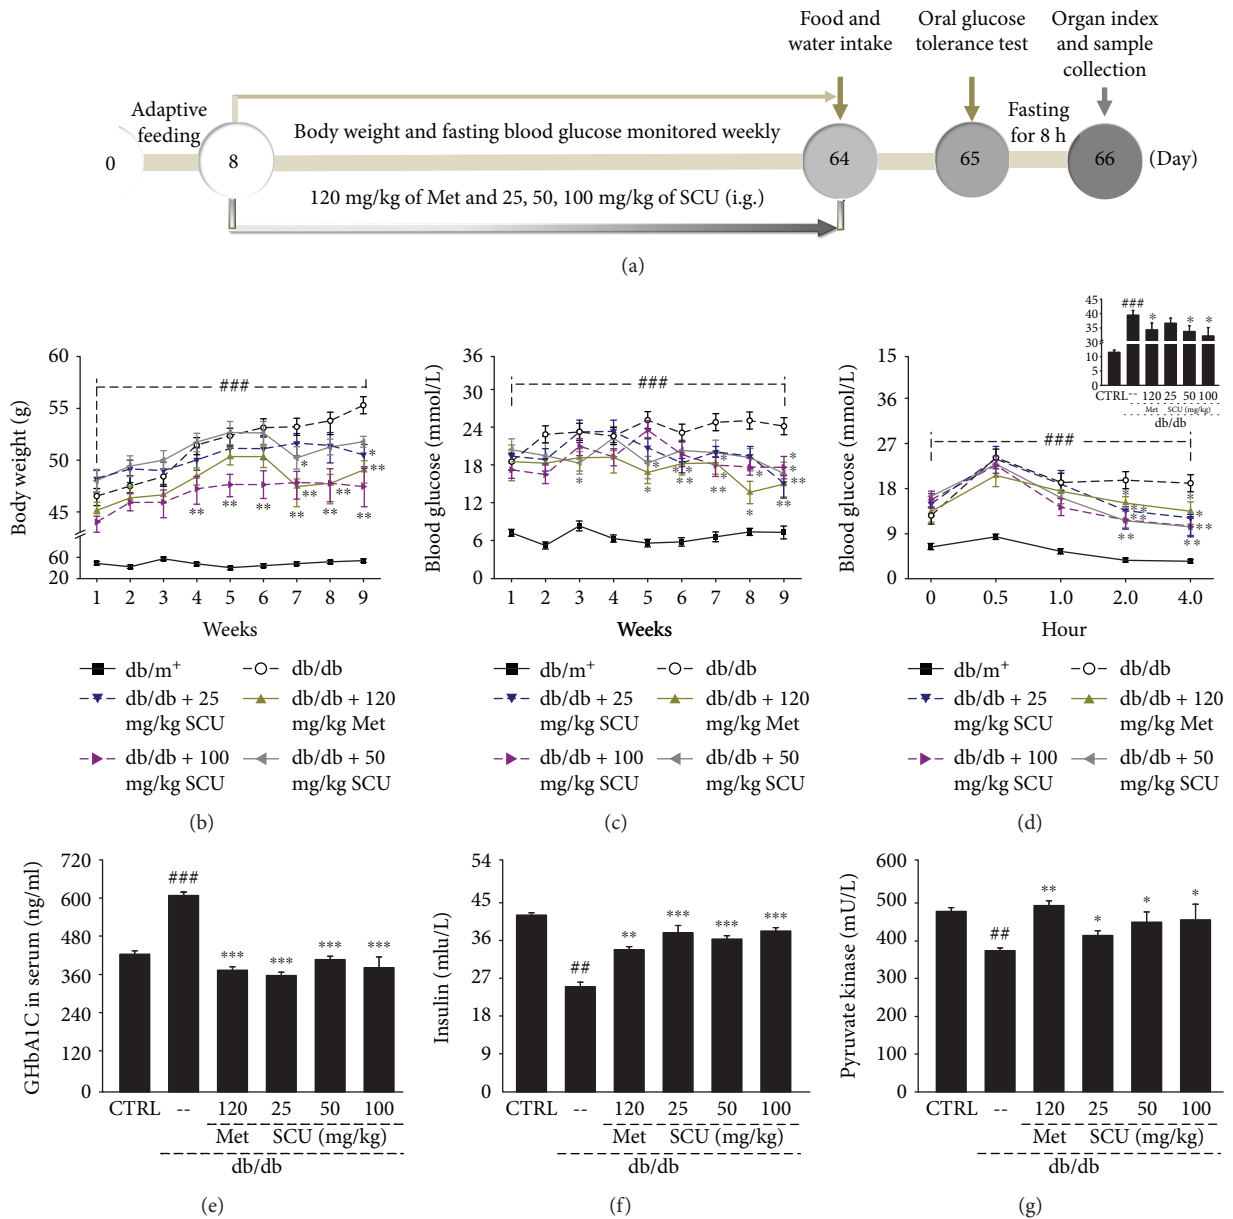 Food and
water intake
Oral glucose
tolerance test
Organ index
and sample
collection
Adaptive
feeding
Fasting
for 8 h
Body weight and fasting blood glucose monitored weekly
0
8
64
65
66
(Day)
120 mg/kg of Met and 25, 50, 100 mg/kg of SCU (i.g.)
(a)
Body weight (g)
60
55
50
45
60
20
###
*
**
*
** ** ** ** ** ** **
1 2 3 4 5 6 7 8 9
Weeks
db/m+
db/db
db/db + 25
mg/kg SCU
db/db + 120
mg/kg Met
db/db + 100
mg/kg SCU
db/db + 50
mg/kg SCU
(b)
Blood glucose (mmol/L)
36
30
24
18
12
6
0
###
1 2 3 4 5 6 7 8 9
Weeks
db/m+
db/db
db/db + 25
mg/kg SCU
db/db + 120
mg/kg Met
db/db + 100
mg/kg SCU
db/db + 50
mg/kg SCU
(c)
Blood glucose (mmol/L)
15
36
27
18
9
0
###
0 0.5 1.0 2.0 4.0
Hour
45
40
35
30
10
5
0
### * * *
CTRL -- 120 25 50 100
Met SCU (mg/kg)
db/db
db/m+
db/db
db/db + 25
mg/kg SCU
db/db + 120
mg/kg Met
db/db + 100
mg/kg SCU
db/db + 50
mg/kg SCU
(d)
GHbA1C in serum (ng/ml)
720
600
480
360
240
120
0
### *** *** *** ***
CTRL -- 120 25 50 100
Met SCU (mg/kg)
db/db
(e)
Insulin (mlu/L)
54
45
36
27
18
9
0
## ** *** *** ***
CTRL -- 120 25 50 100
Met SCU (mg/kg)
db/db
(f)
Pyruvate kinase (mU/L)
600
500
400
300
200
100
0
## ** * * *
CTRL -- 120 25 50 100
Met SCU (mg/kg)
db/db
(g)